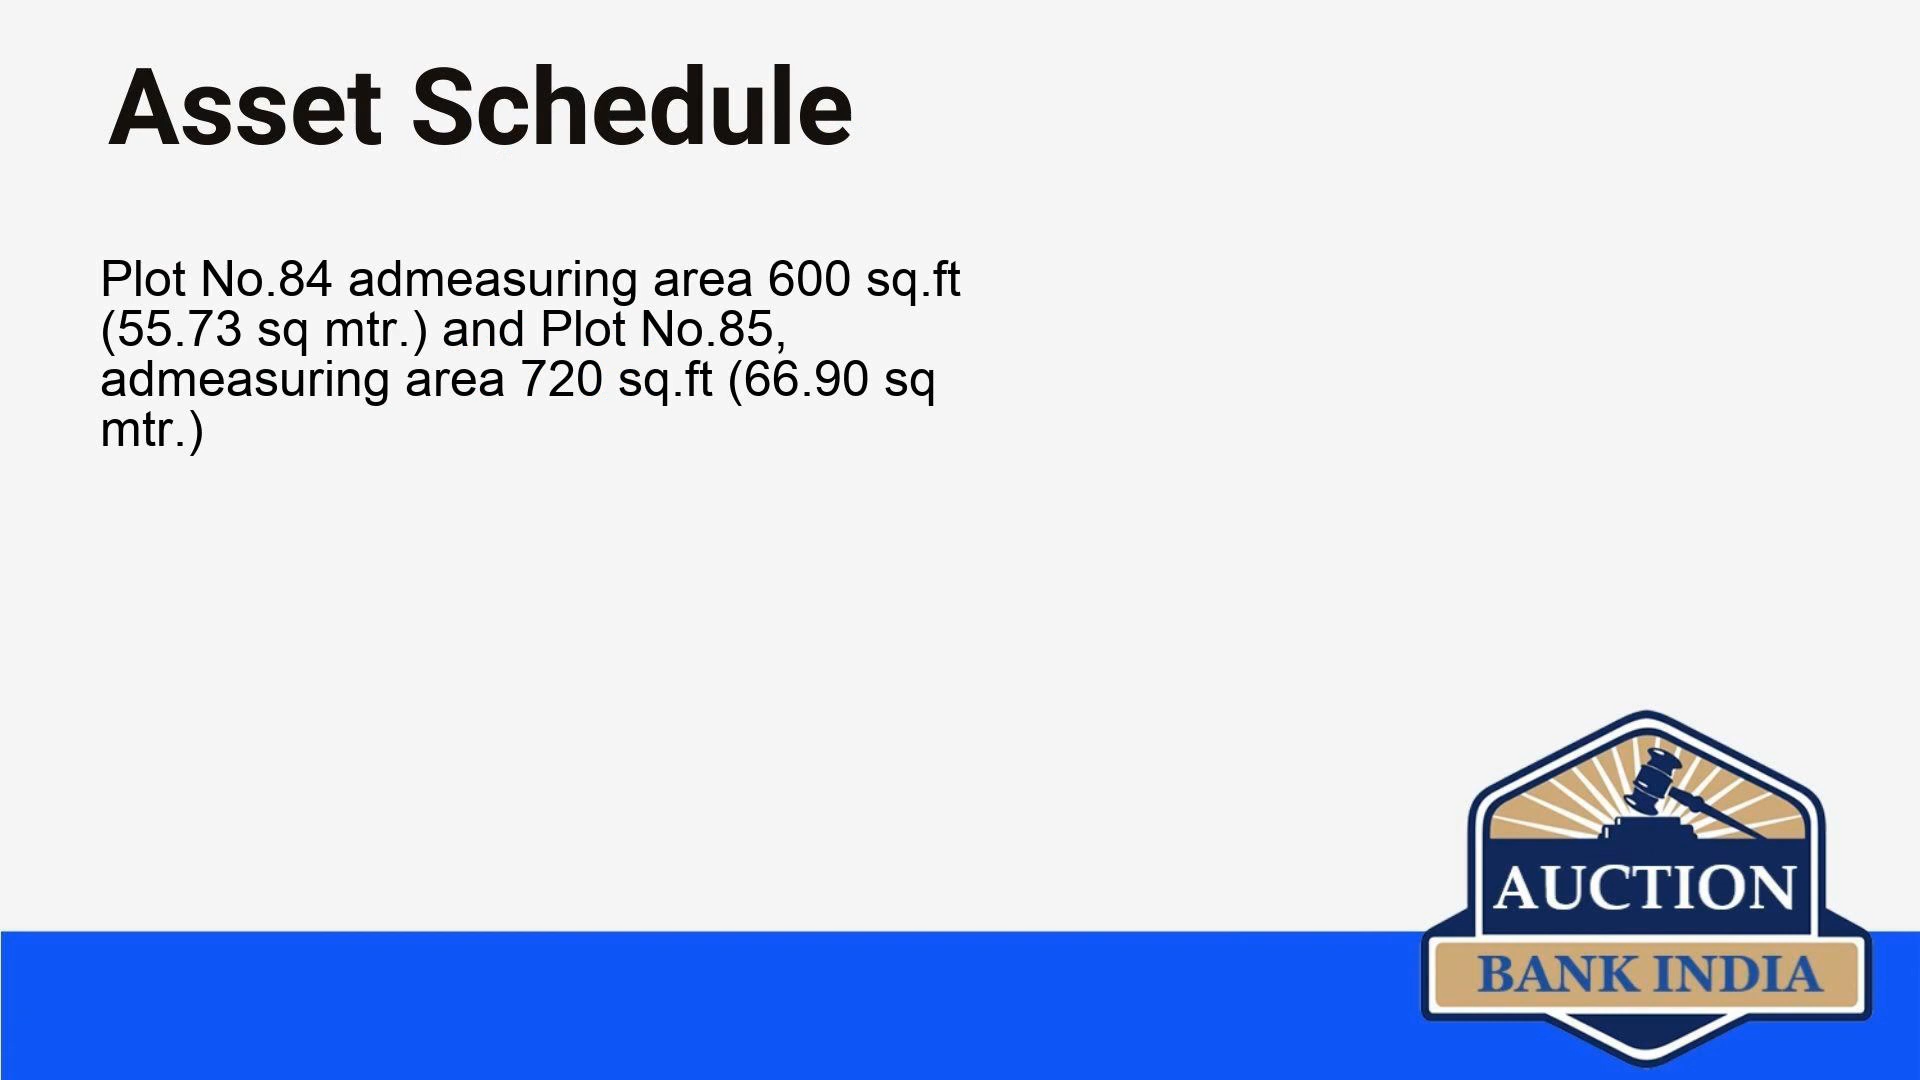 Asset Schedule
Plot No.84 admeasuring area 600 sq.ft
(55.73 sq mtr.) and Plot No.85,
admeasuring area 720 sq.ft (66.90 sq
mtr.)
AUCTION
BANK INDIA